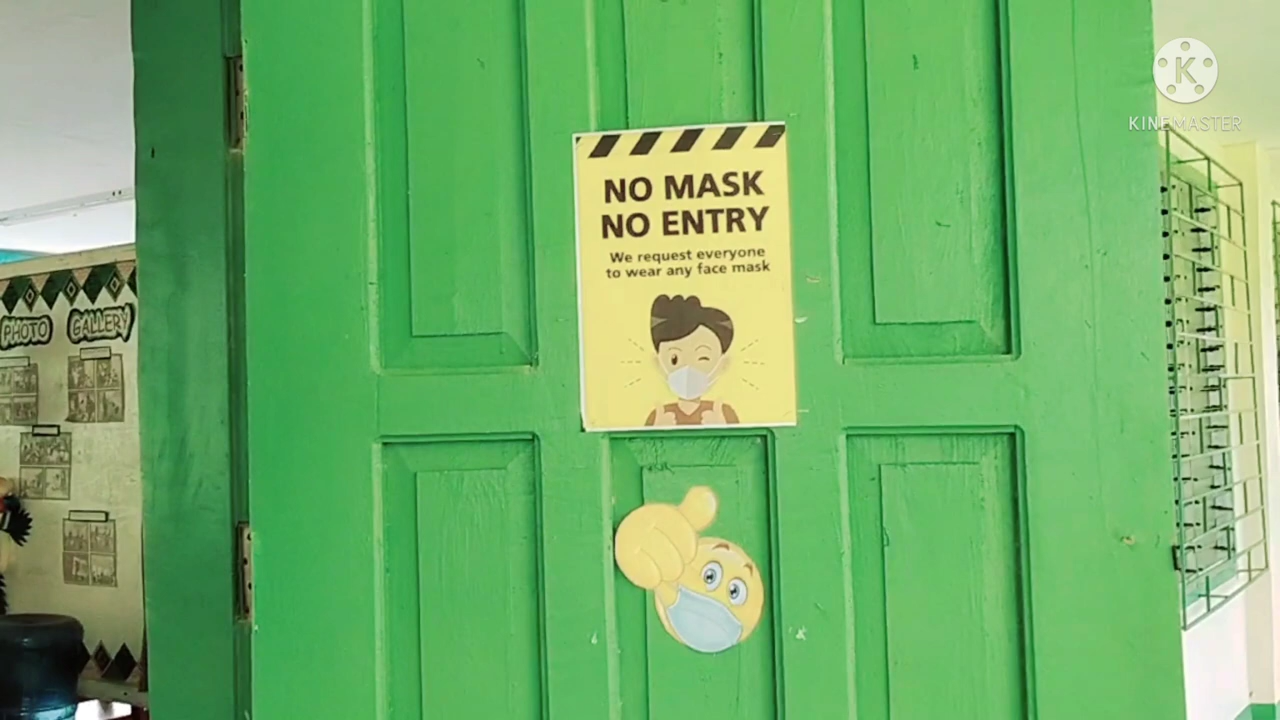 NO MASK
NO ENTRY
We request everyone
to wear any face mask
PHOTO GALLERY
K
KINEMASTER